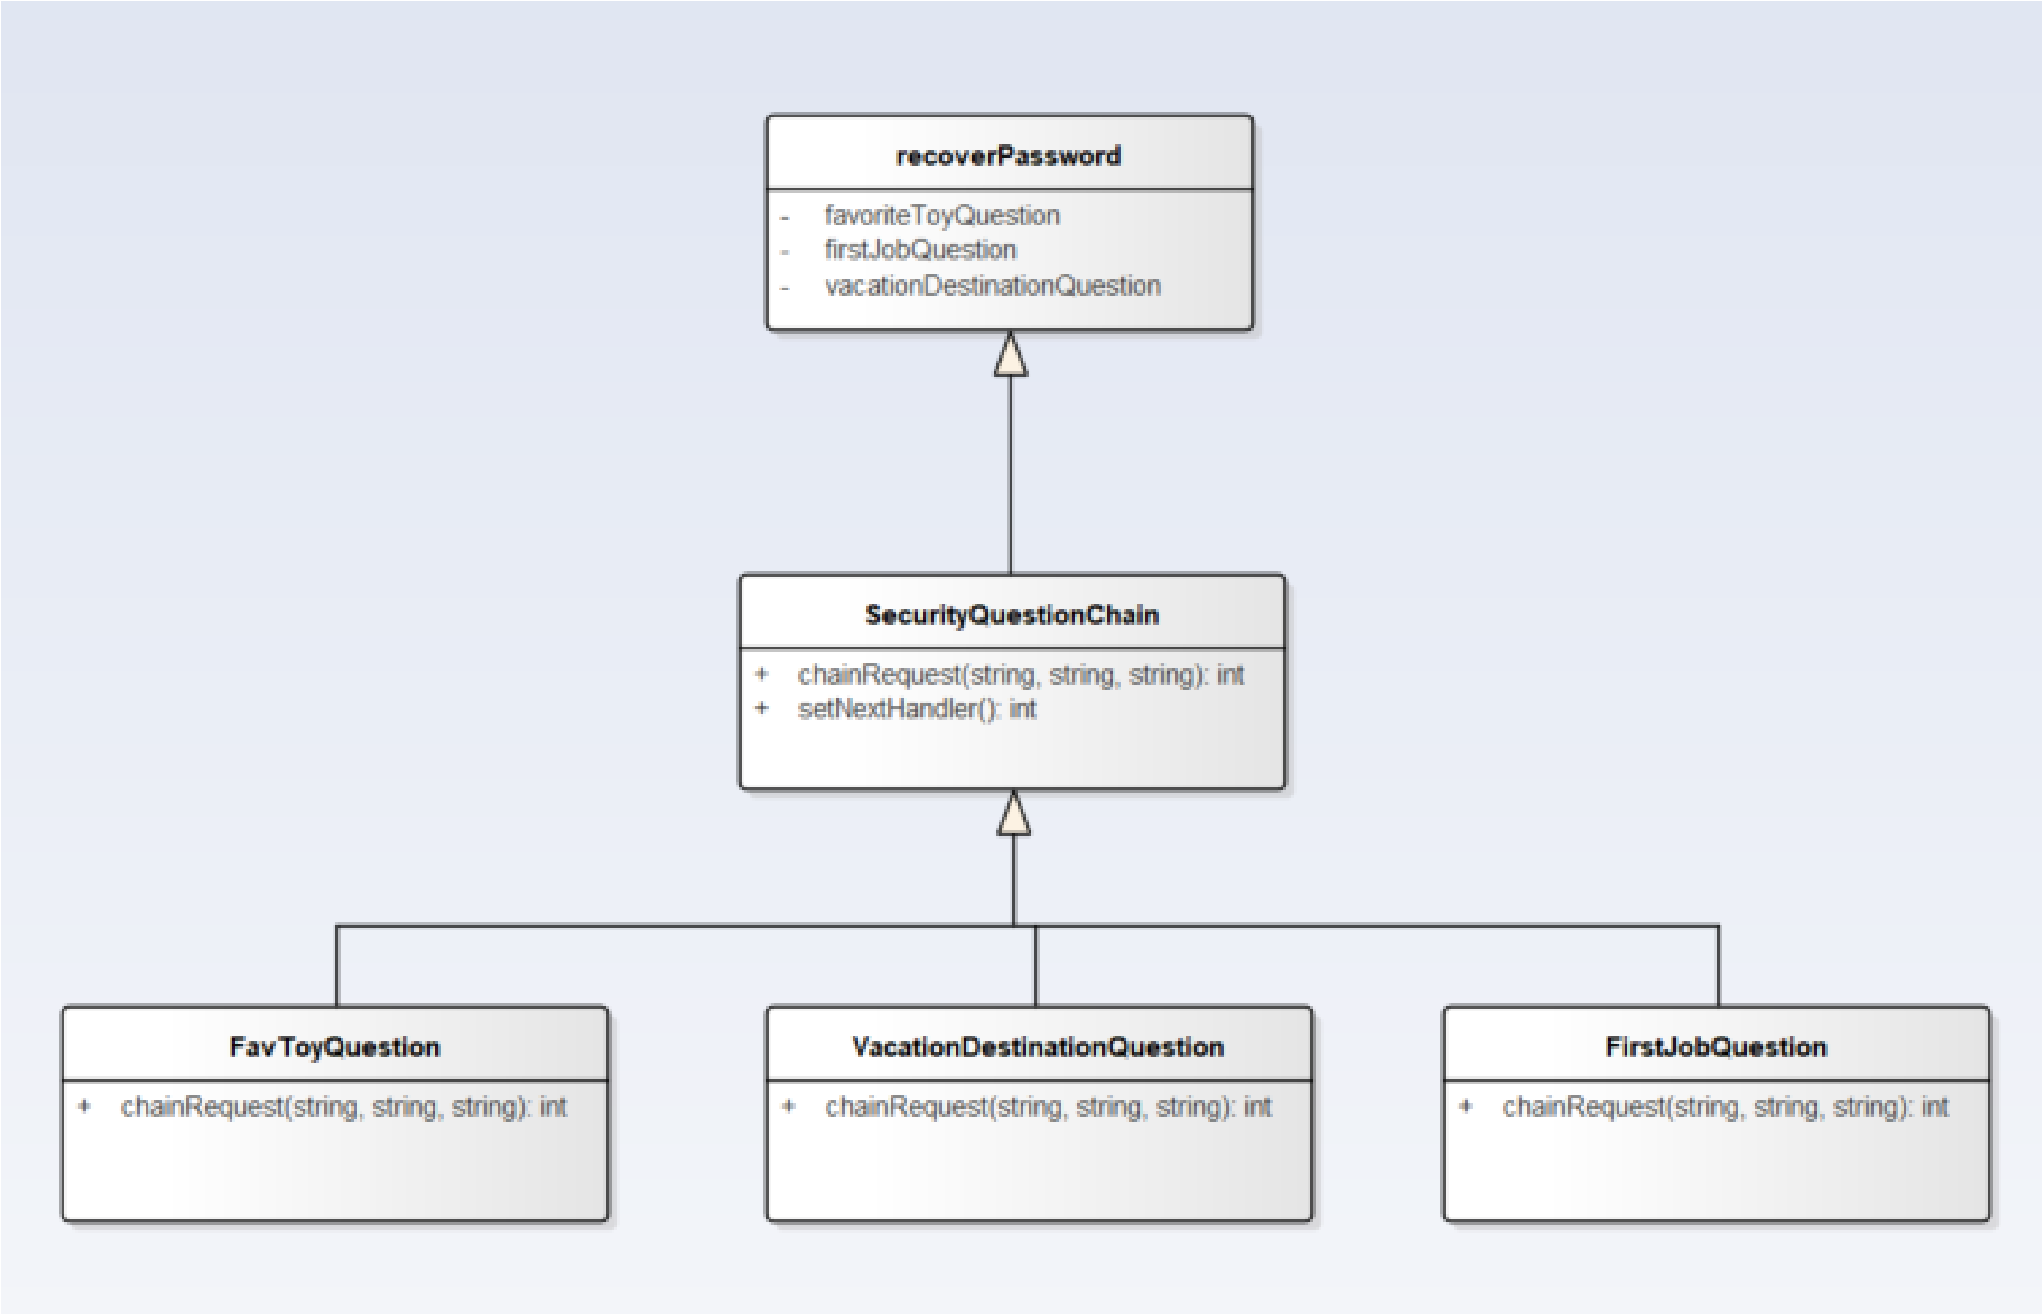 recoverPassword
- favoriteToyQuestion
- firstJobQuestion
- vacationDestinationQuestion
SecurityQuestionChain
+ chainRequest(string, string, string): int
+ setNextHandler(): int
FavToyQuestion
+ chainRequest(string, string, string): int
VacationDestinationQuestion
+ chainRequest(string, string, string): int
FirstJobQuestion
+ chainRequest(string, string, string): int